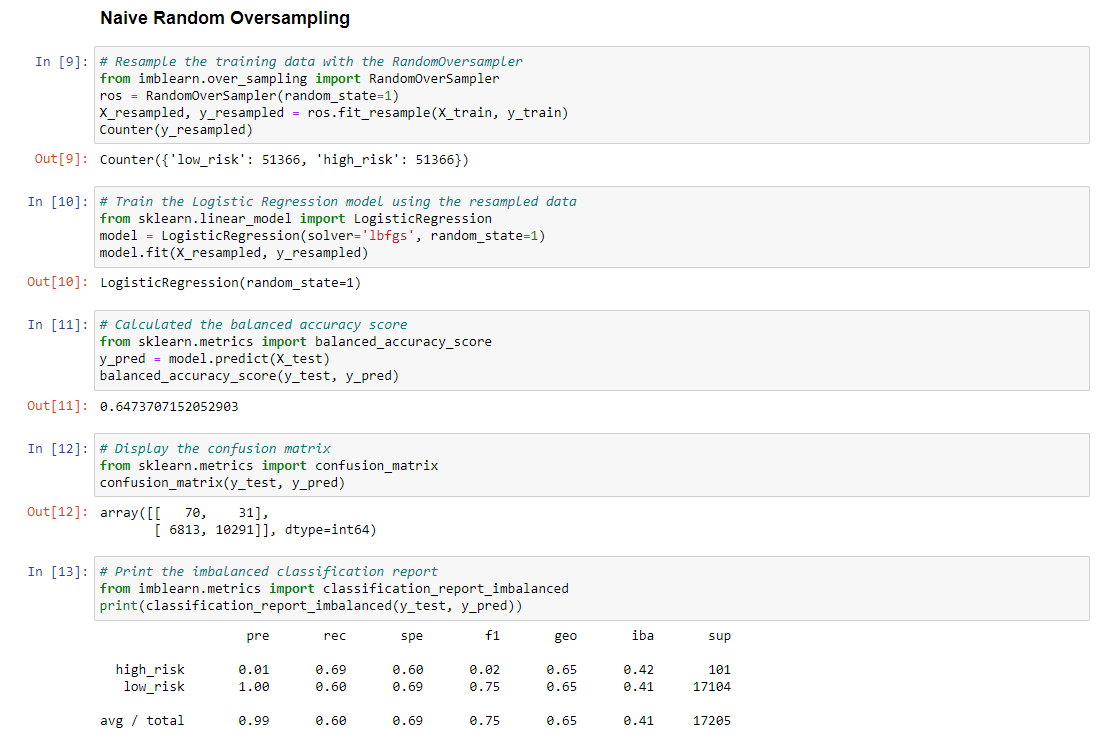 Naive Random Oversampling
In [9]: # Resample the training data with the RandomOversampler
from imblearn.over_sampling import RandomOverSampler
ros = RandomOverSampler(random_state=1)
X_resampled, y_resampled = ros.fit_resample(X_train, y_train)
Counter(y_resampled)
Out[9]: Counter({'low_risk': 51366, 'high_risk': 51366})
In [10]: # Train the Logistic Regression model using the resampled data
from sklearn.linear_model import LogisticRegression
model = LogisticRegression(solver='lbfgs', random_state=1)
model.fit(X_resampled, y_resampled)
Out[10]: LogisticRegression(random_state=1)
In [11]: # Calculated the balanced accuracy score
from sklearn.metrics import balanced_accuracy_score
y_pred = model.predict(X_test)
balanced_accuracy_score(y_test, y_pred)
Out[11]: 0.6473707152052903
In [12]: # Display the confusion matrix
from sklearn.metrics import confusion_matrix
confusion_matrix(y_test, y_pred)
Out[12]: array([[   70,    31],
       [ 6813, 10291]], dtype=int64)
In [13]: # Print the imbalanced classification report
from imblearn.metrics import classification_report_imbalanced
print(classification_report_imbalanced(y_test, y_pred))
pre rec spe f1 geo iba sup
high_risk 0.01 0.69 0.60 0.02 0.65 0.42 101
low_risk 1.00 0.60 0.69 0.75 0.65 0.41 17104
avg / total 0.99 0.60 0.69 0.75 0.65 0.41 17205